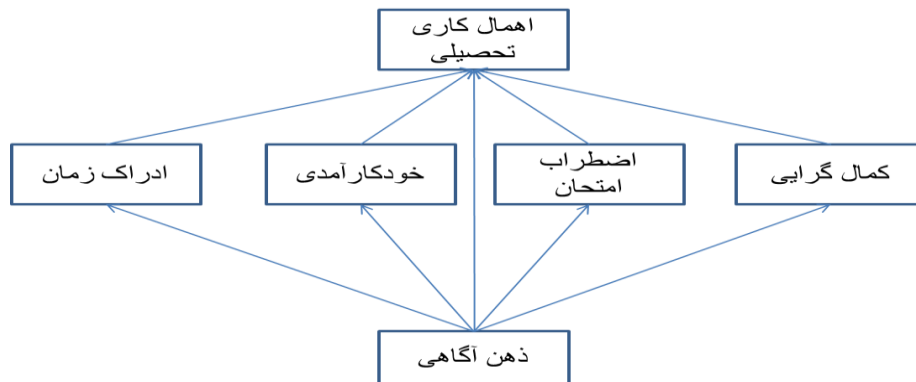 اهمال کاری
تحصیلی
کمال گرایی
اضطراب
امتحان
خودکارآمدی
ادراک زمان
ذهن آگاهی